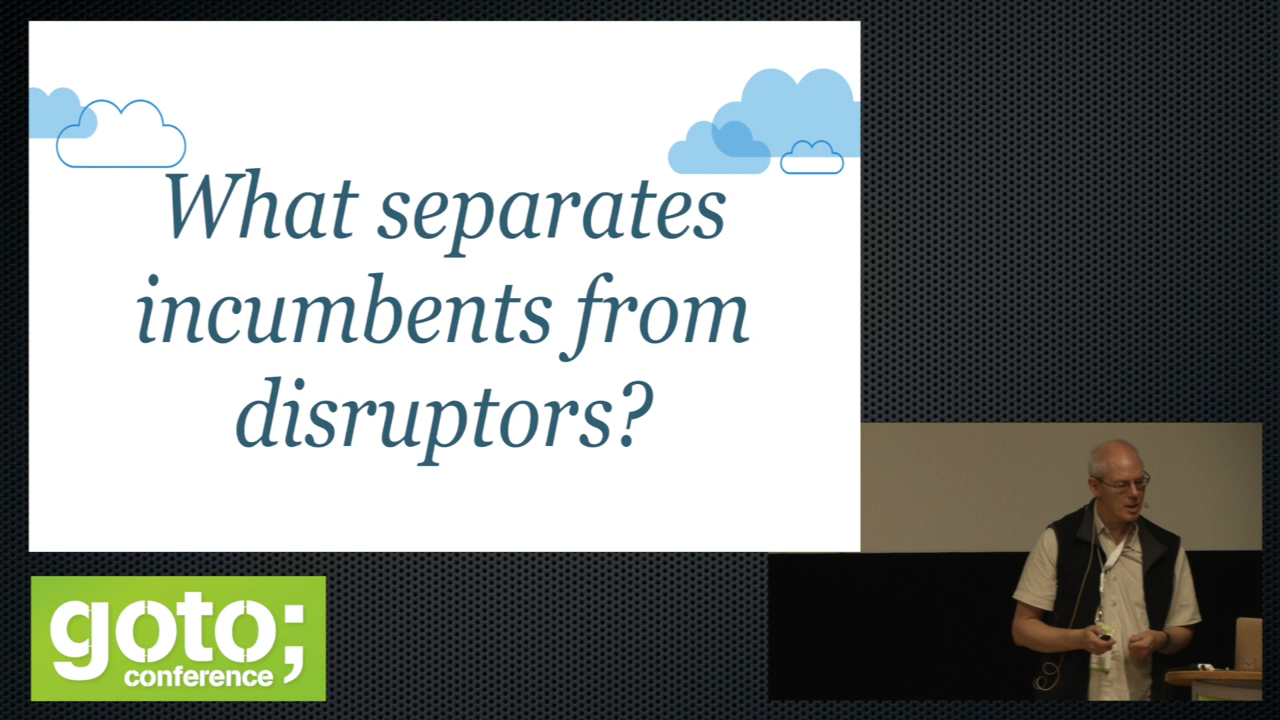 What separates
incumbents from
disruptors?
goto;
conference